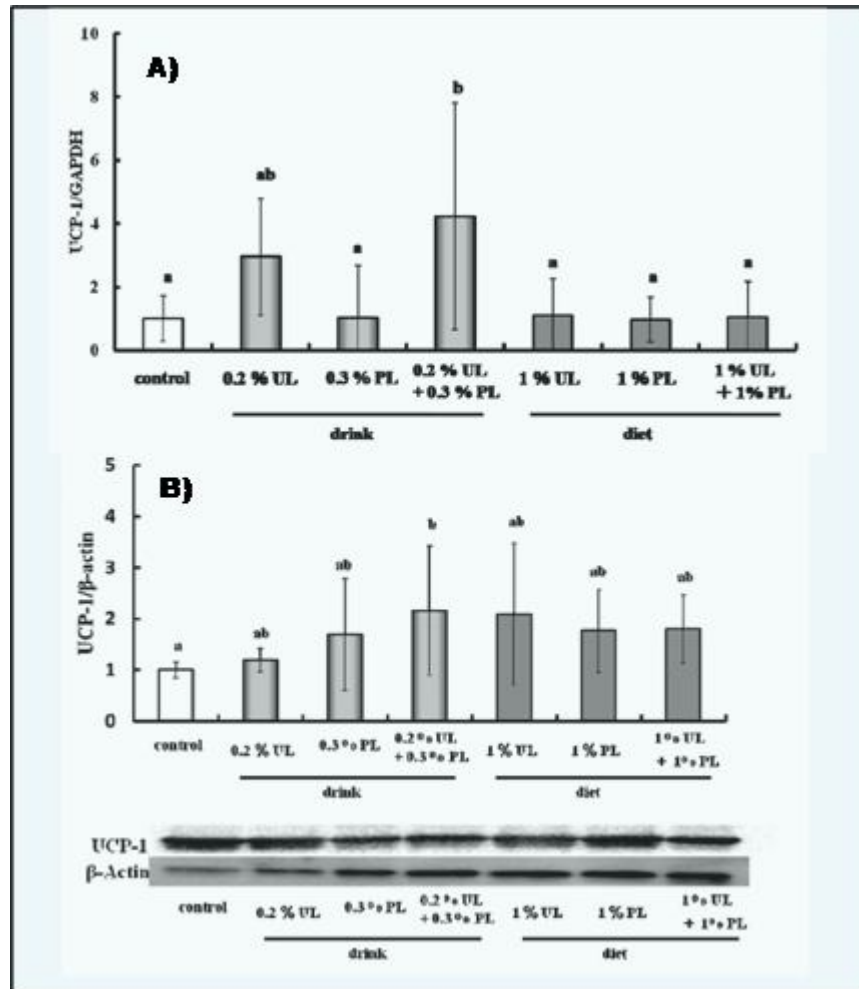 A)
10
8
6
4
2
0
UCP-1/GAPDH
a
ab
a
b
a
a
a
control
0.2 % UL
0.3 % PL
0.2 % UL
+0.3 % PL
1 % UL
1 % PL
1 % UL
+ 1% PL
drink
diet
B)
5
4
3
2
1
0
UCP-1/β-actin
a
ab
ab
b
ab
ab
ab
control
0.2 % UL
0.3% PL
0.2% UL
+0.3% PL
1 % UL
1 % PL
1% UL
+ 1% PL
drink
diet
UCP-1
β-Actin
control
0.2 % UL
0.3% PL
0.2% UL
+0.3% PL
1 % UL
1 % PL
1% UL
+ 1% PL
drink
diet